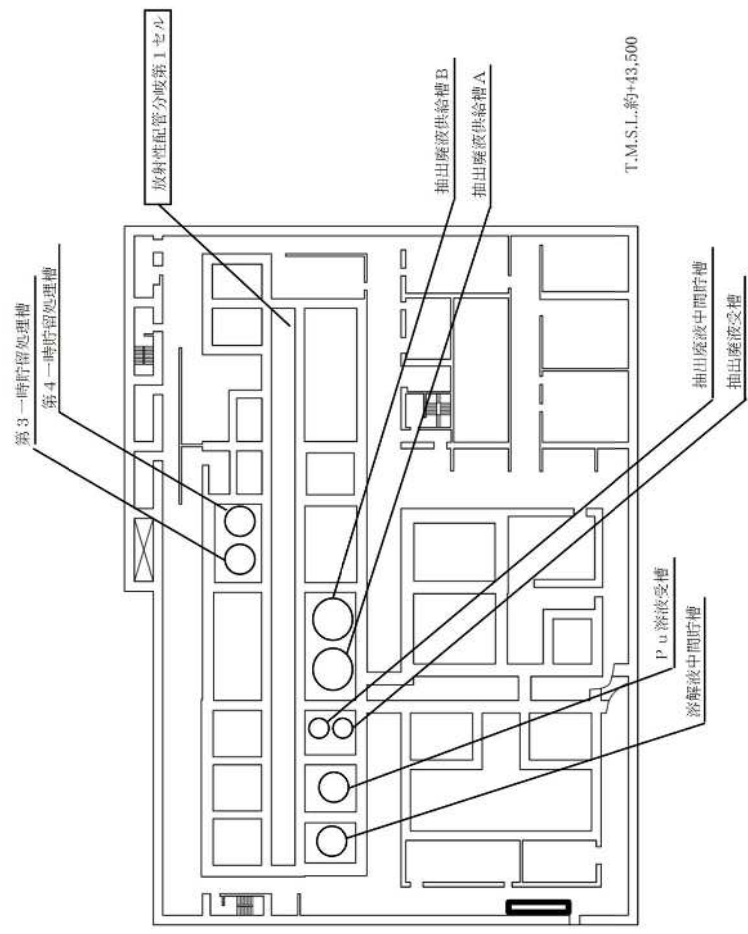 第３一時貯留処理槽
第４一時貯留処理槽
放射性配管分岐第１セル
抽出廃液供給槽Ｂ
抽出廃液供給槽Ａ
抽出廃液中間貯槽
抽出廃液受槽
Ｐｕ溶液受槽
溶解液中間貯槽
T.M.S.L.約+43,500